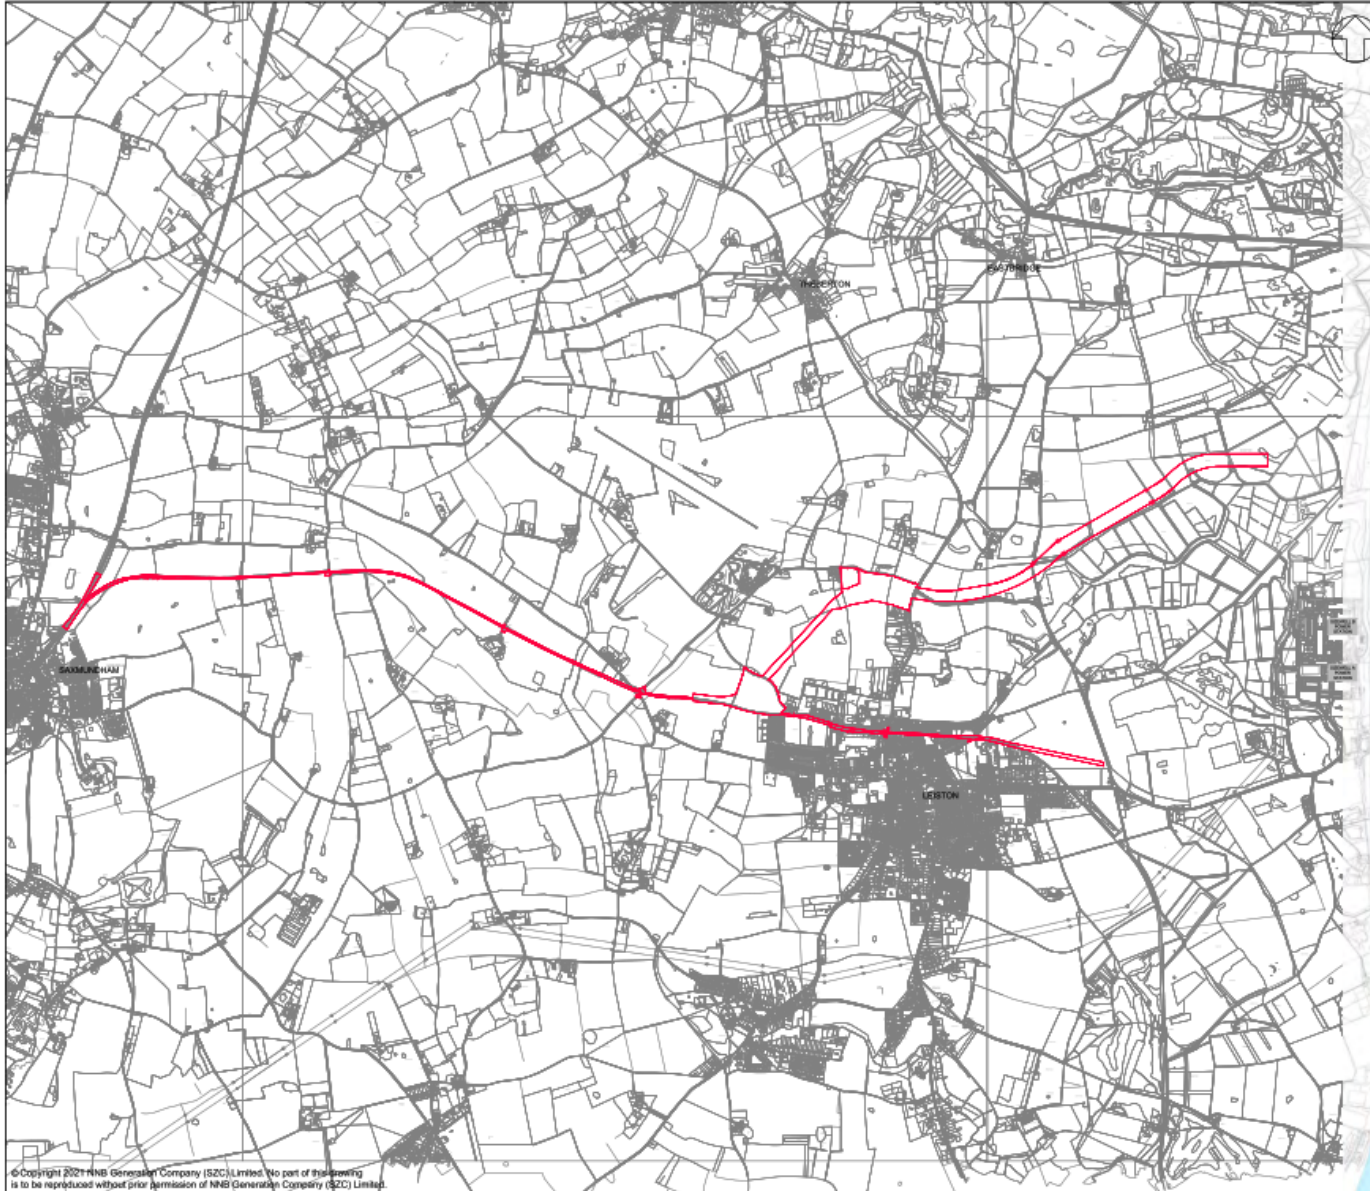 EASTBRIDGE
THEBERTON
SAXMUNDHAM
LEISTON
© Copyright 2021 NNB Generation Company (SZC) Limited. No part of this drawing
is to be reproduced without prior permission of NNB Generation Company (SZC) Limited.